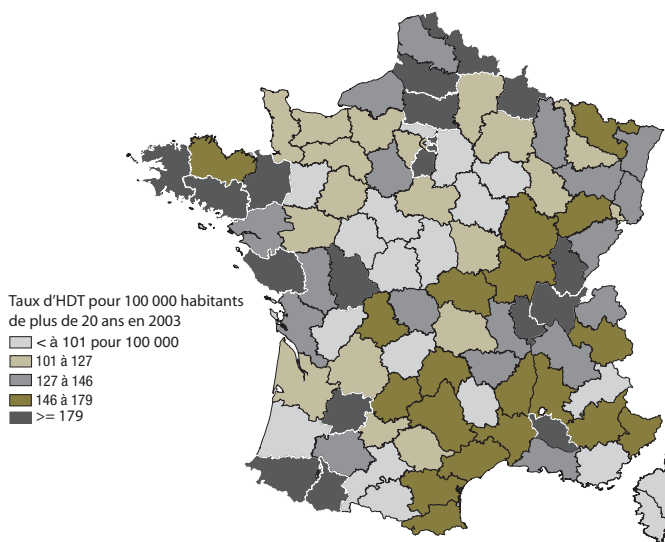 Taux d'HDT pour 100 000 habitants
de plus de 20 ans en 2003
< à 101 pour 100 000
101 à 127
127 à 146
146 à 179
>= 179